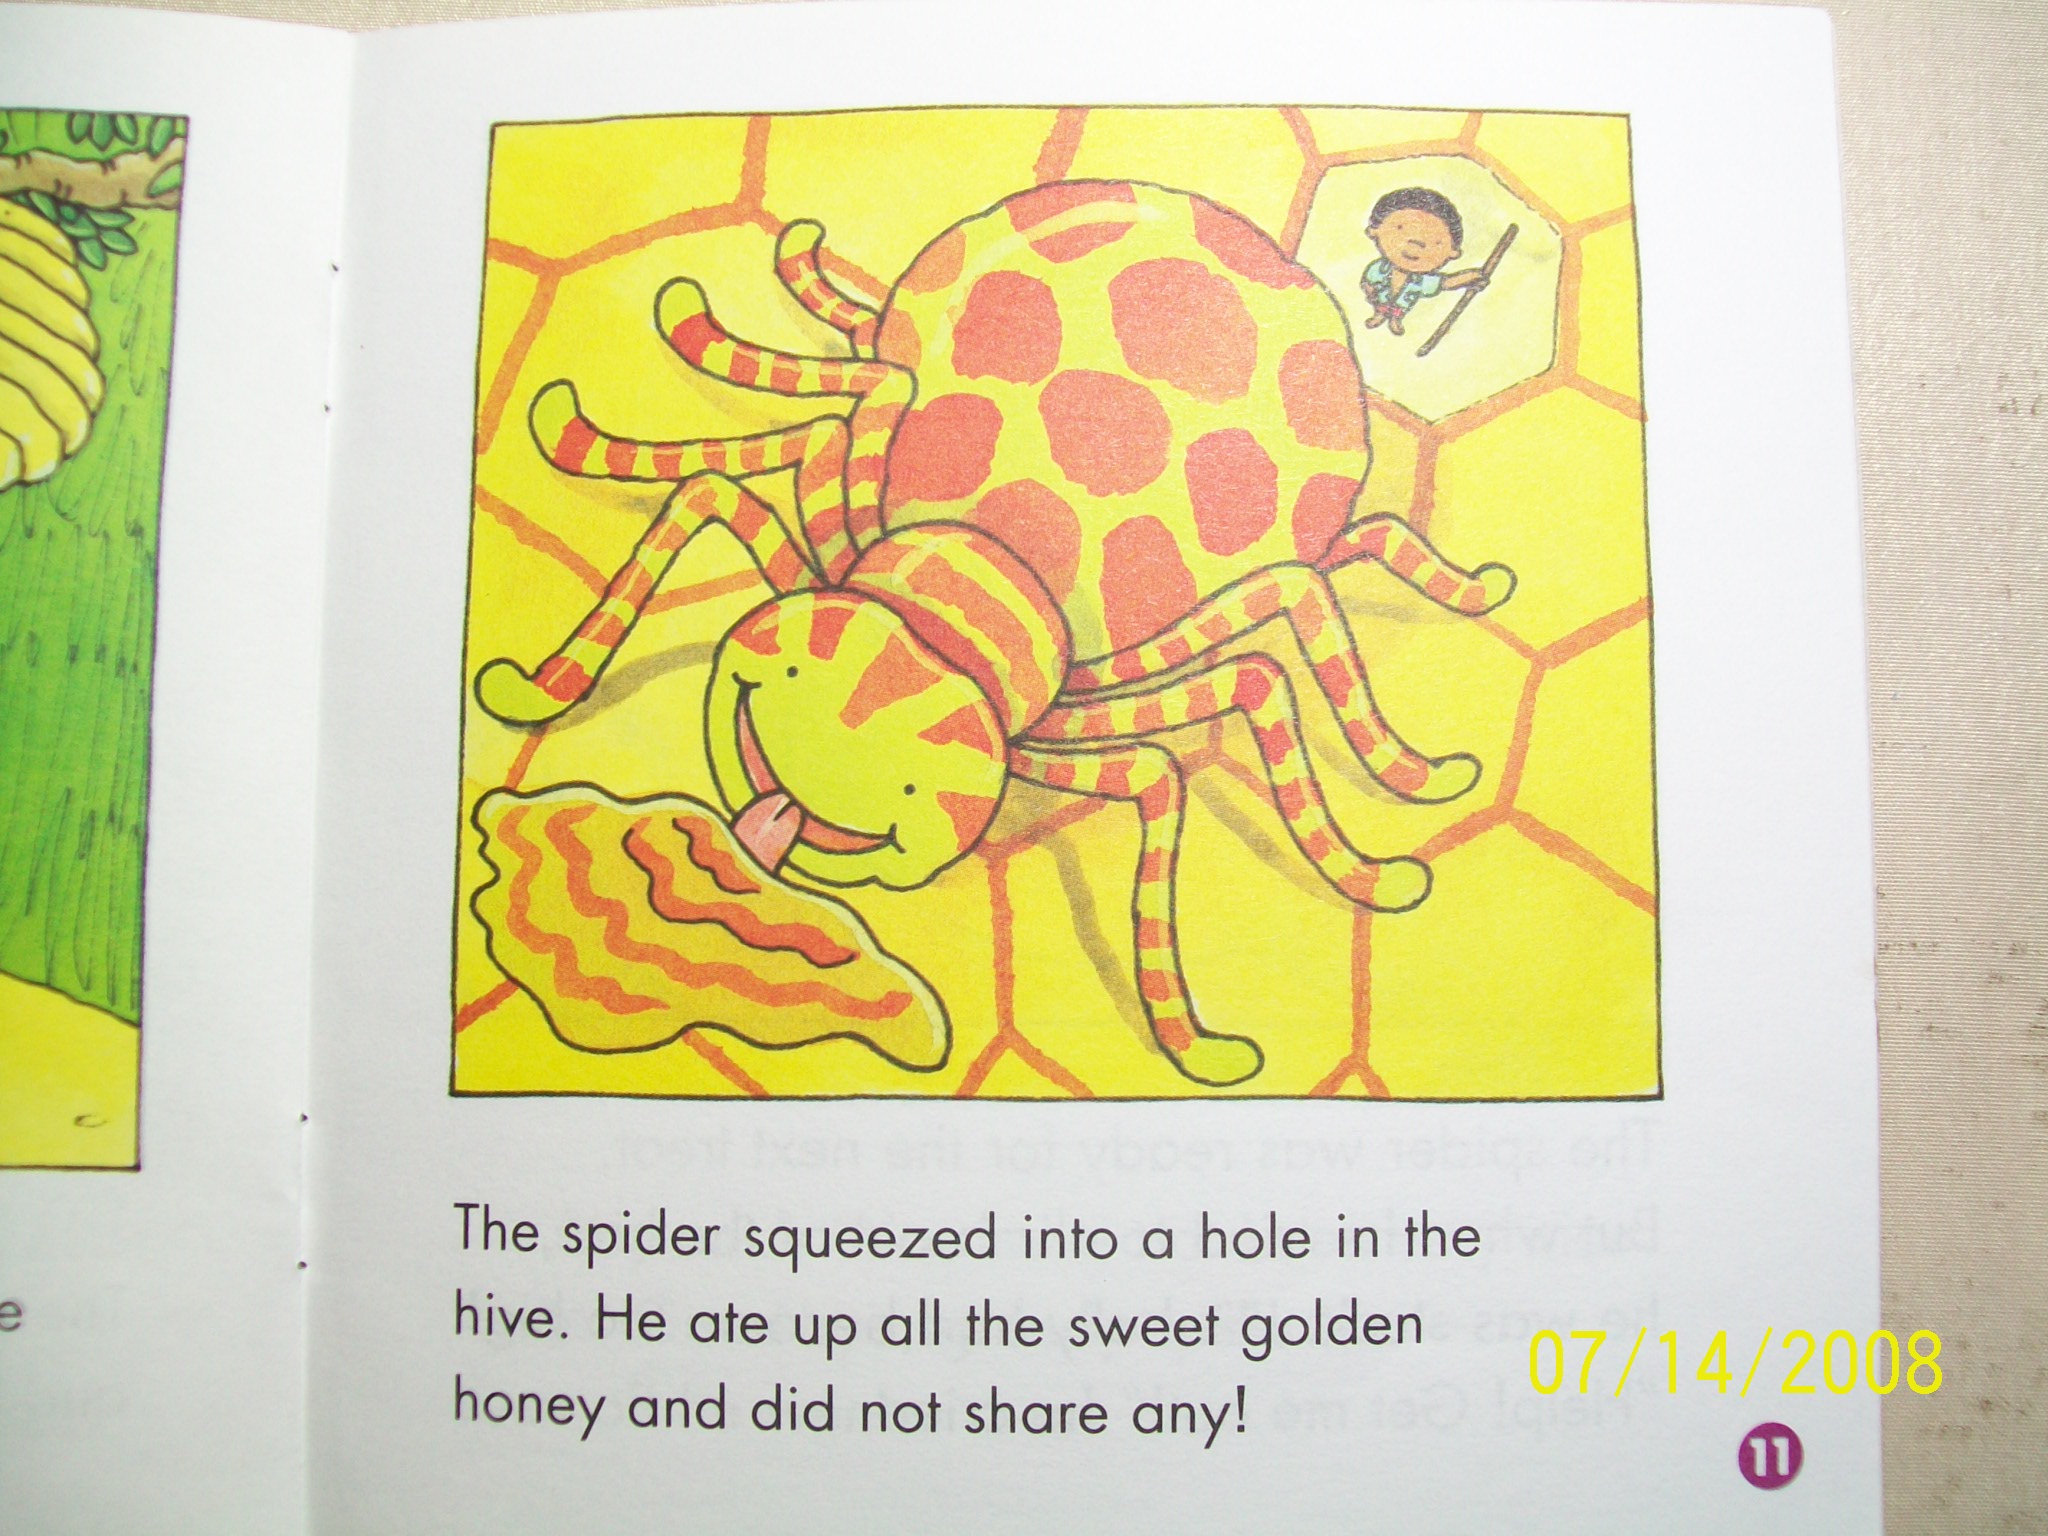 e
The spider squeezed into a hole in the
hive. He ate up all the sweet golden
honey and did not share any!
07/14/2008
11